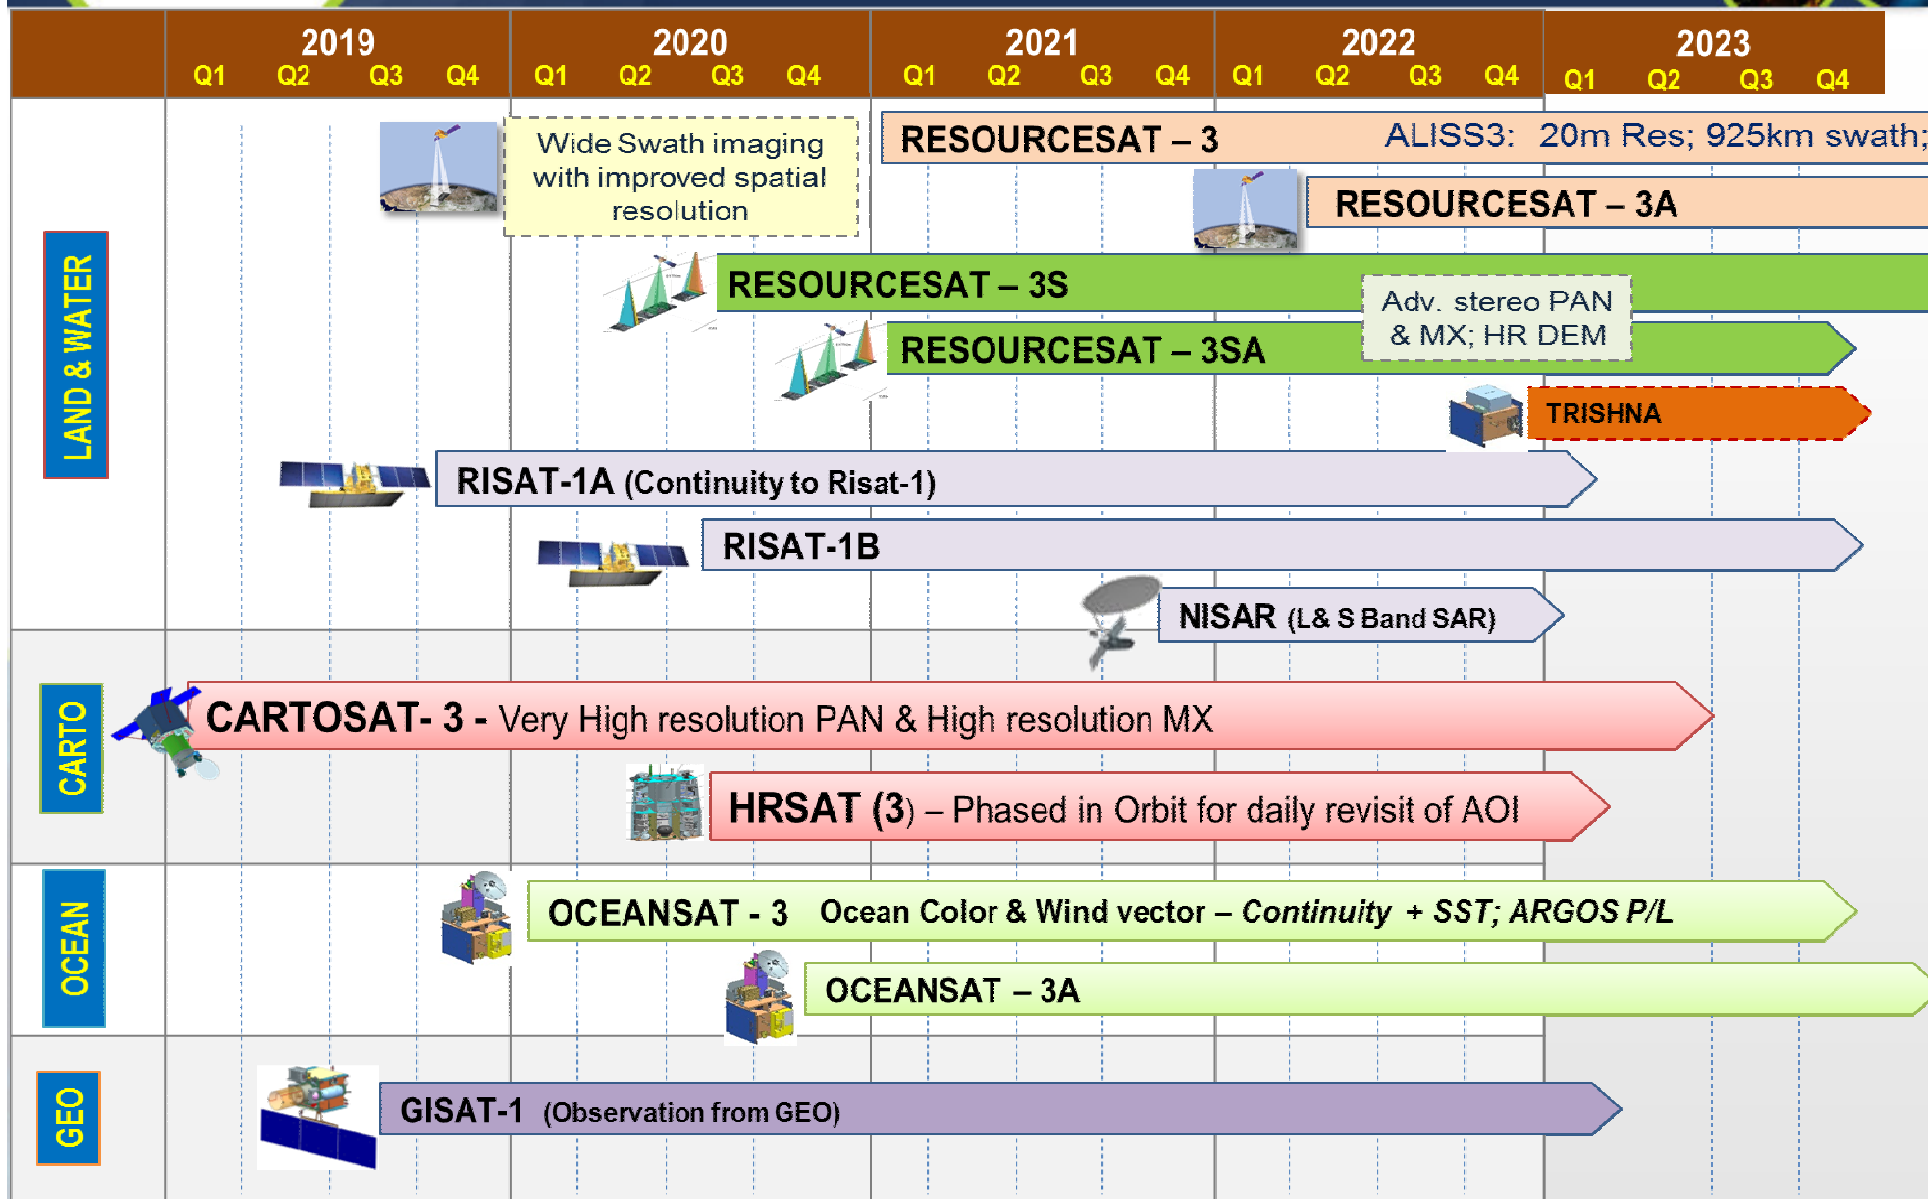 2019 2020 2021 2022 2023
Q1 Q2 Q3 Q4 Q1 Q2 Q3 Q4 Q1 Q2 Q3 Q4 Q1 Q2 Q3 Q4 Q1 Q2 Q3 Q4
LAND & WATER
Wide Swath imaging
with improved spatial
resolution
RESOURCESAT – 3 ALISS3: 20m Res; 925km swath;
RESOURCESAT – 3A
RESOURCESAT – 3S
Adv. stereo PAN
& MX; HR DEM
RESOURCESAT – 3SA
TRISHNA
RISAT-1A (Continuity to Risat-1)
RISAT-1B
NISAR (L& S Band SAR)
CARTO
CARTOSAT- 3 - Very High resolution PAN & High resolution MX
HRSAT (3) – Phased in Orbit for daily revisit of AOI
OCEAN
OCEANSAT - 3 Ocean Color & Wind vector – Continuity + SST; ARGOS P/L
OCEANSAT – 3A
GEO
GISAT-1 (Observation from GEO)